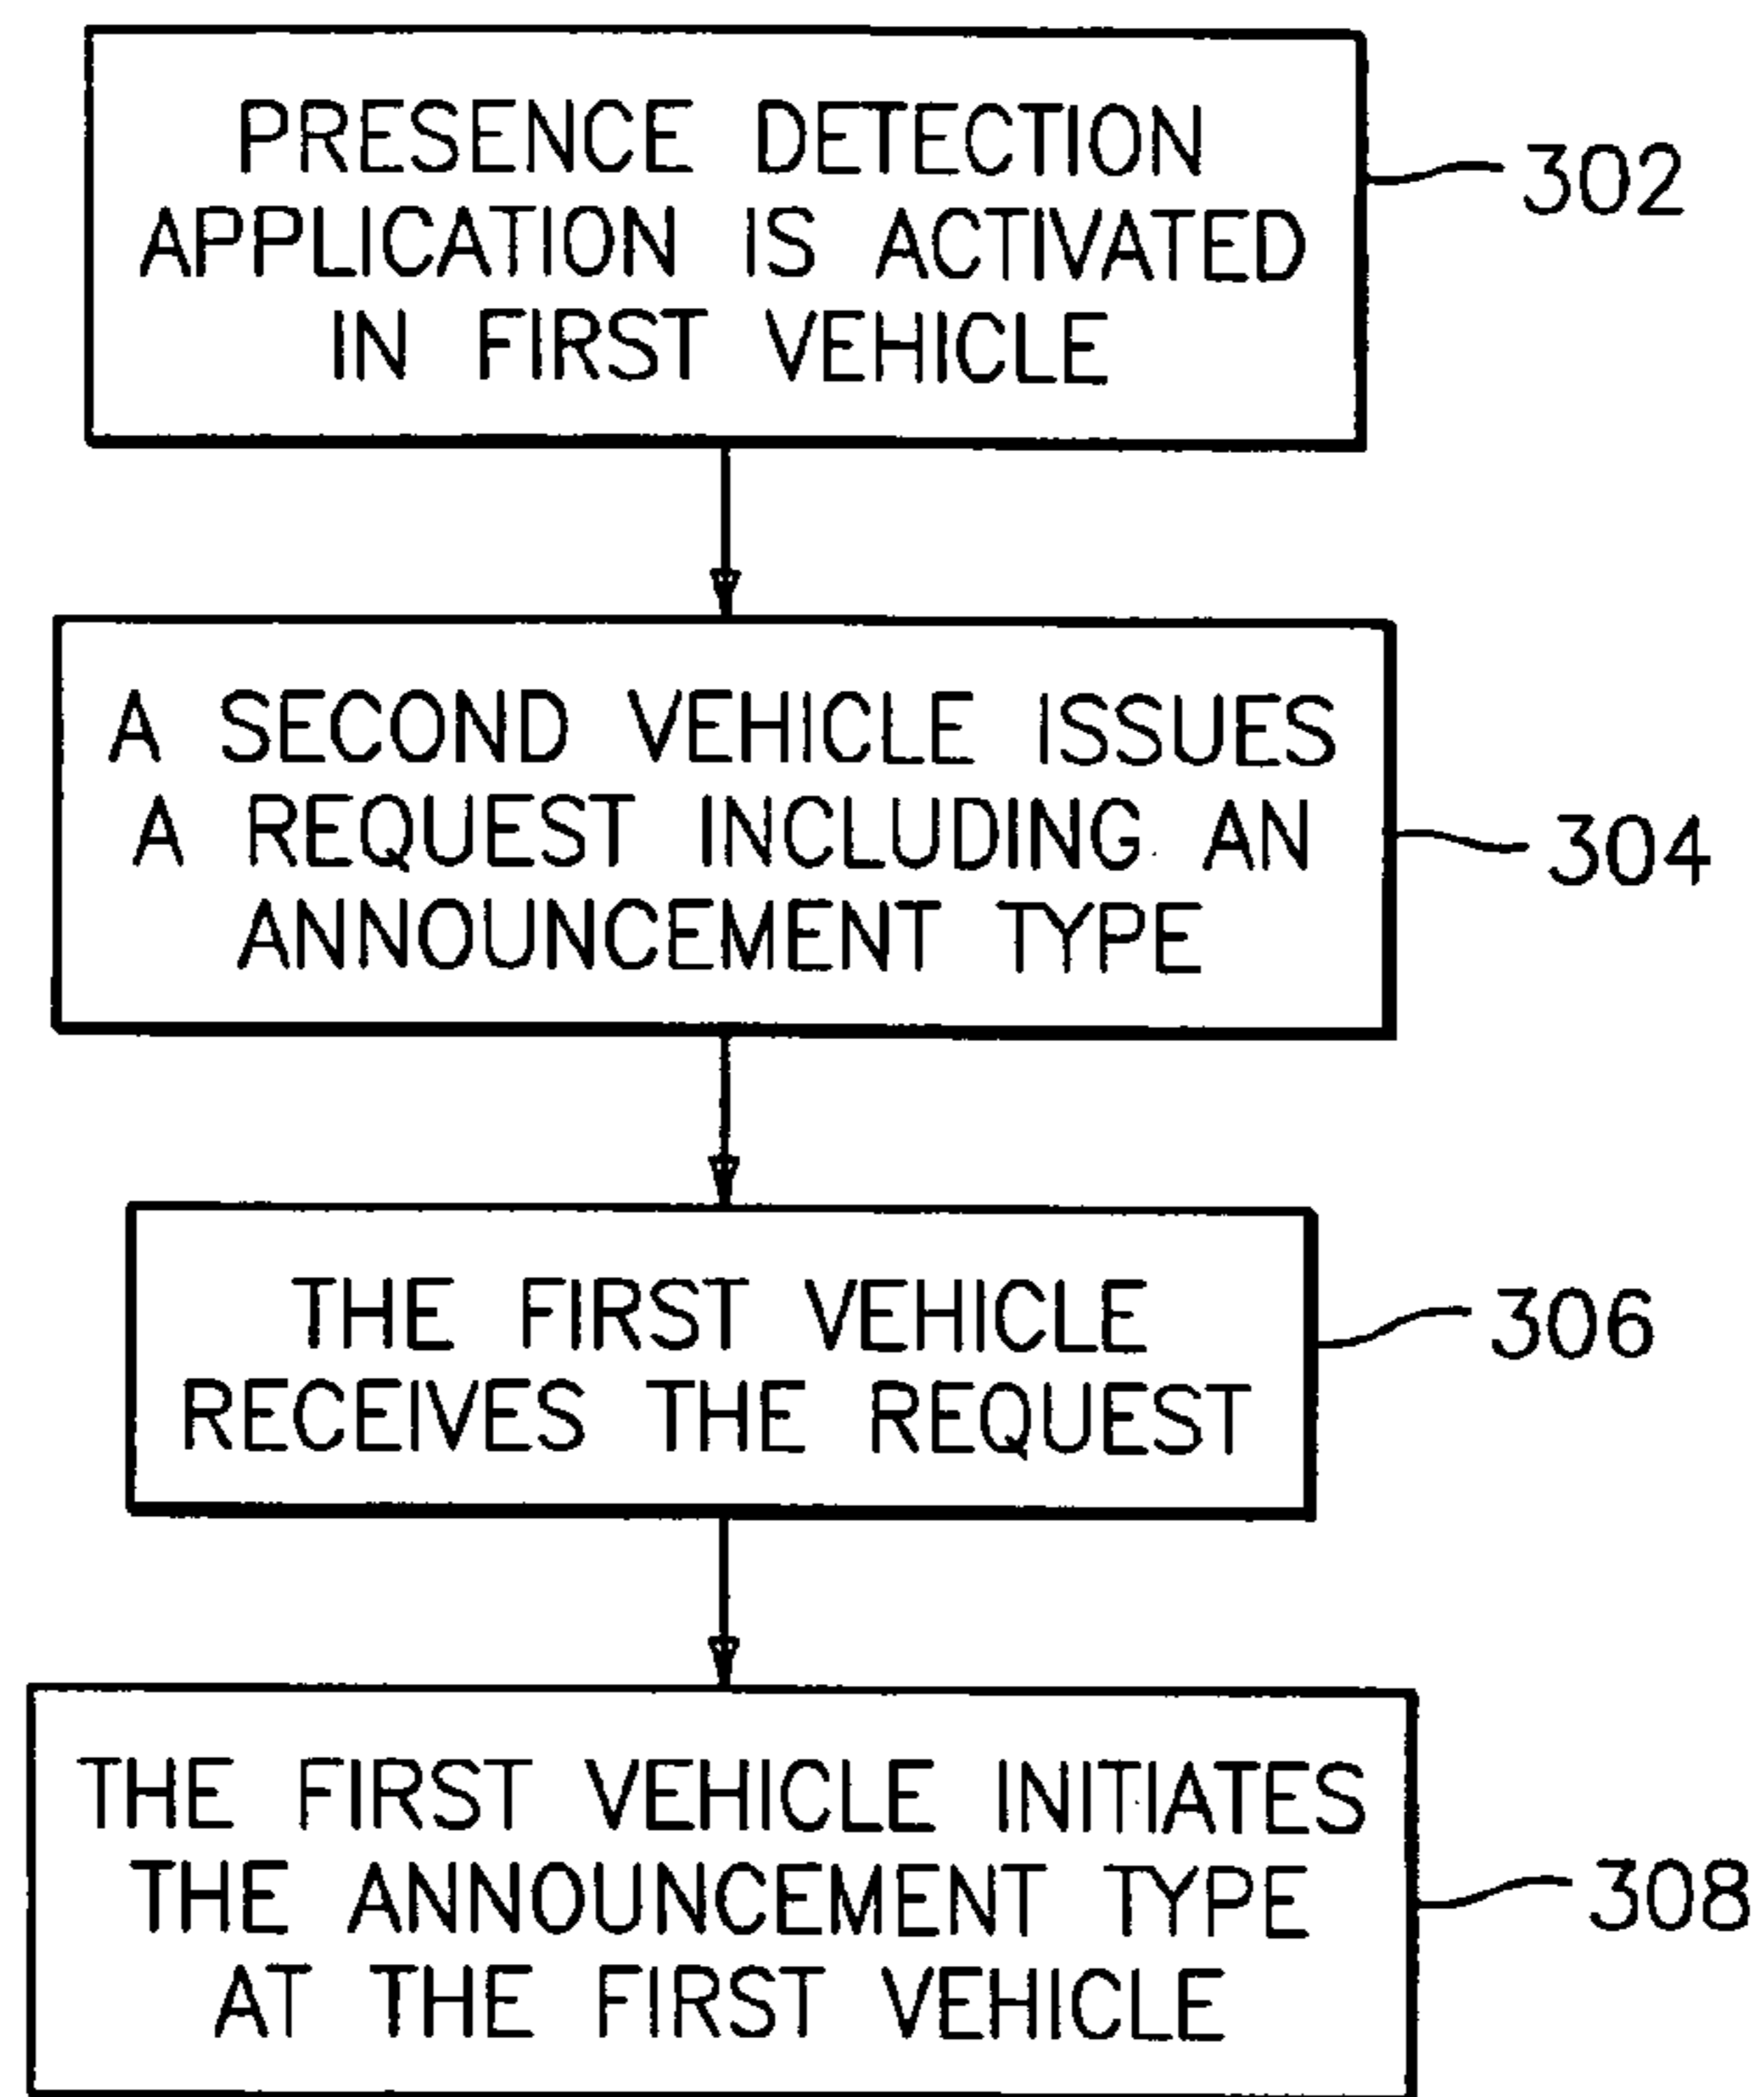 PRESENCE DETECTION
APPLICATION IS ACTIVATED
IN FIRST VEHICLE
302
A SECOND VEHICLE ISSUES
A REQUEST INCLUDING AN
ANNOUNCEMENT TYPE
304
THE FIRST VEHICLE
RECEIVES THE REQUEST
306
THE FIRST VEHICLE INITIATES
THE ANNOUNCEMENT TYPE
AT THE FIRST VEHICLE
308